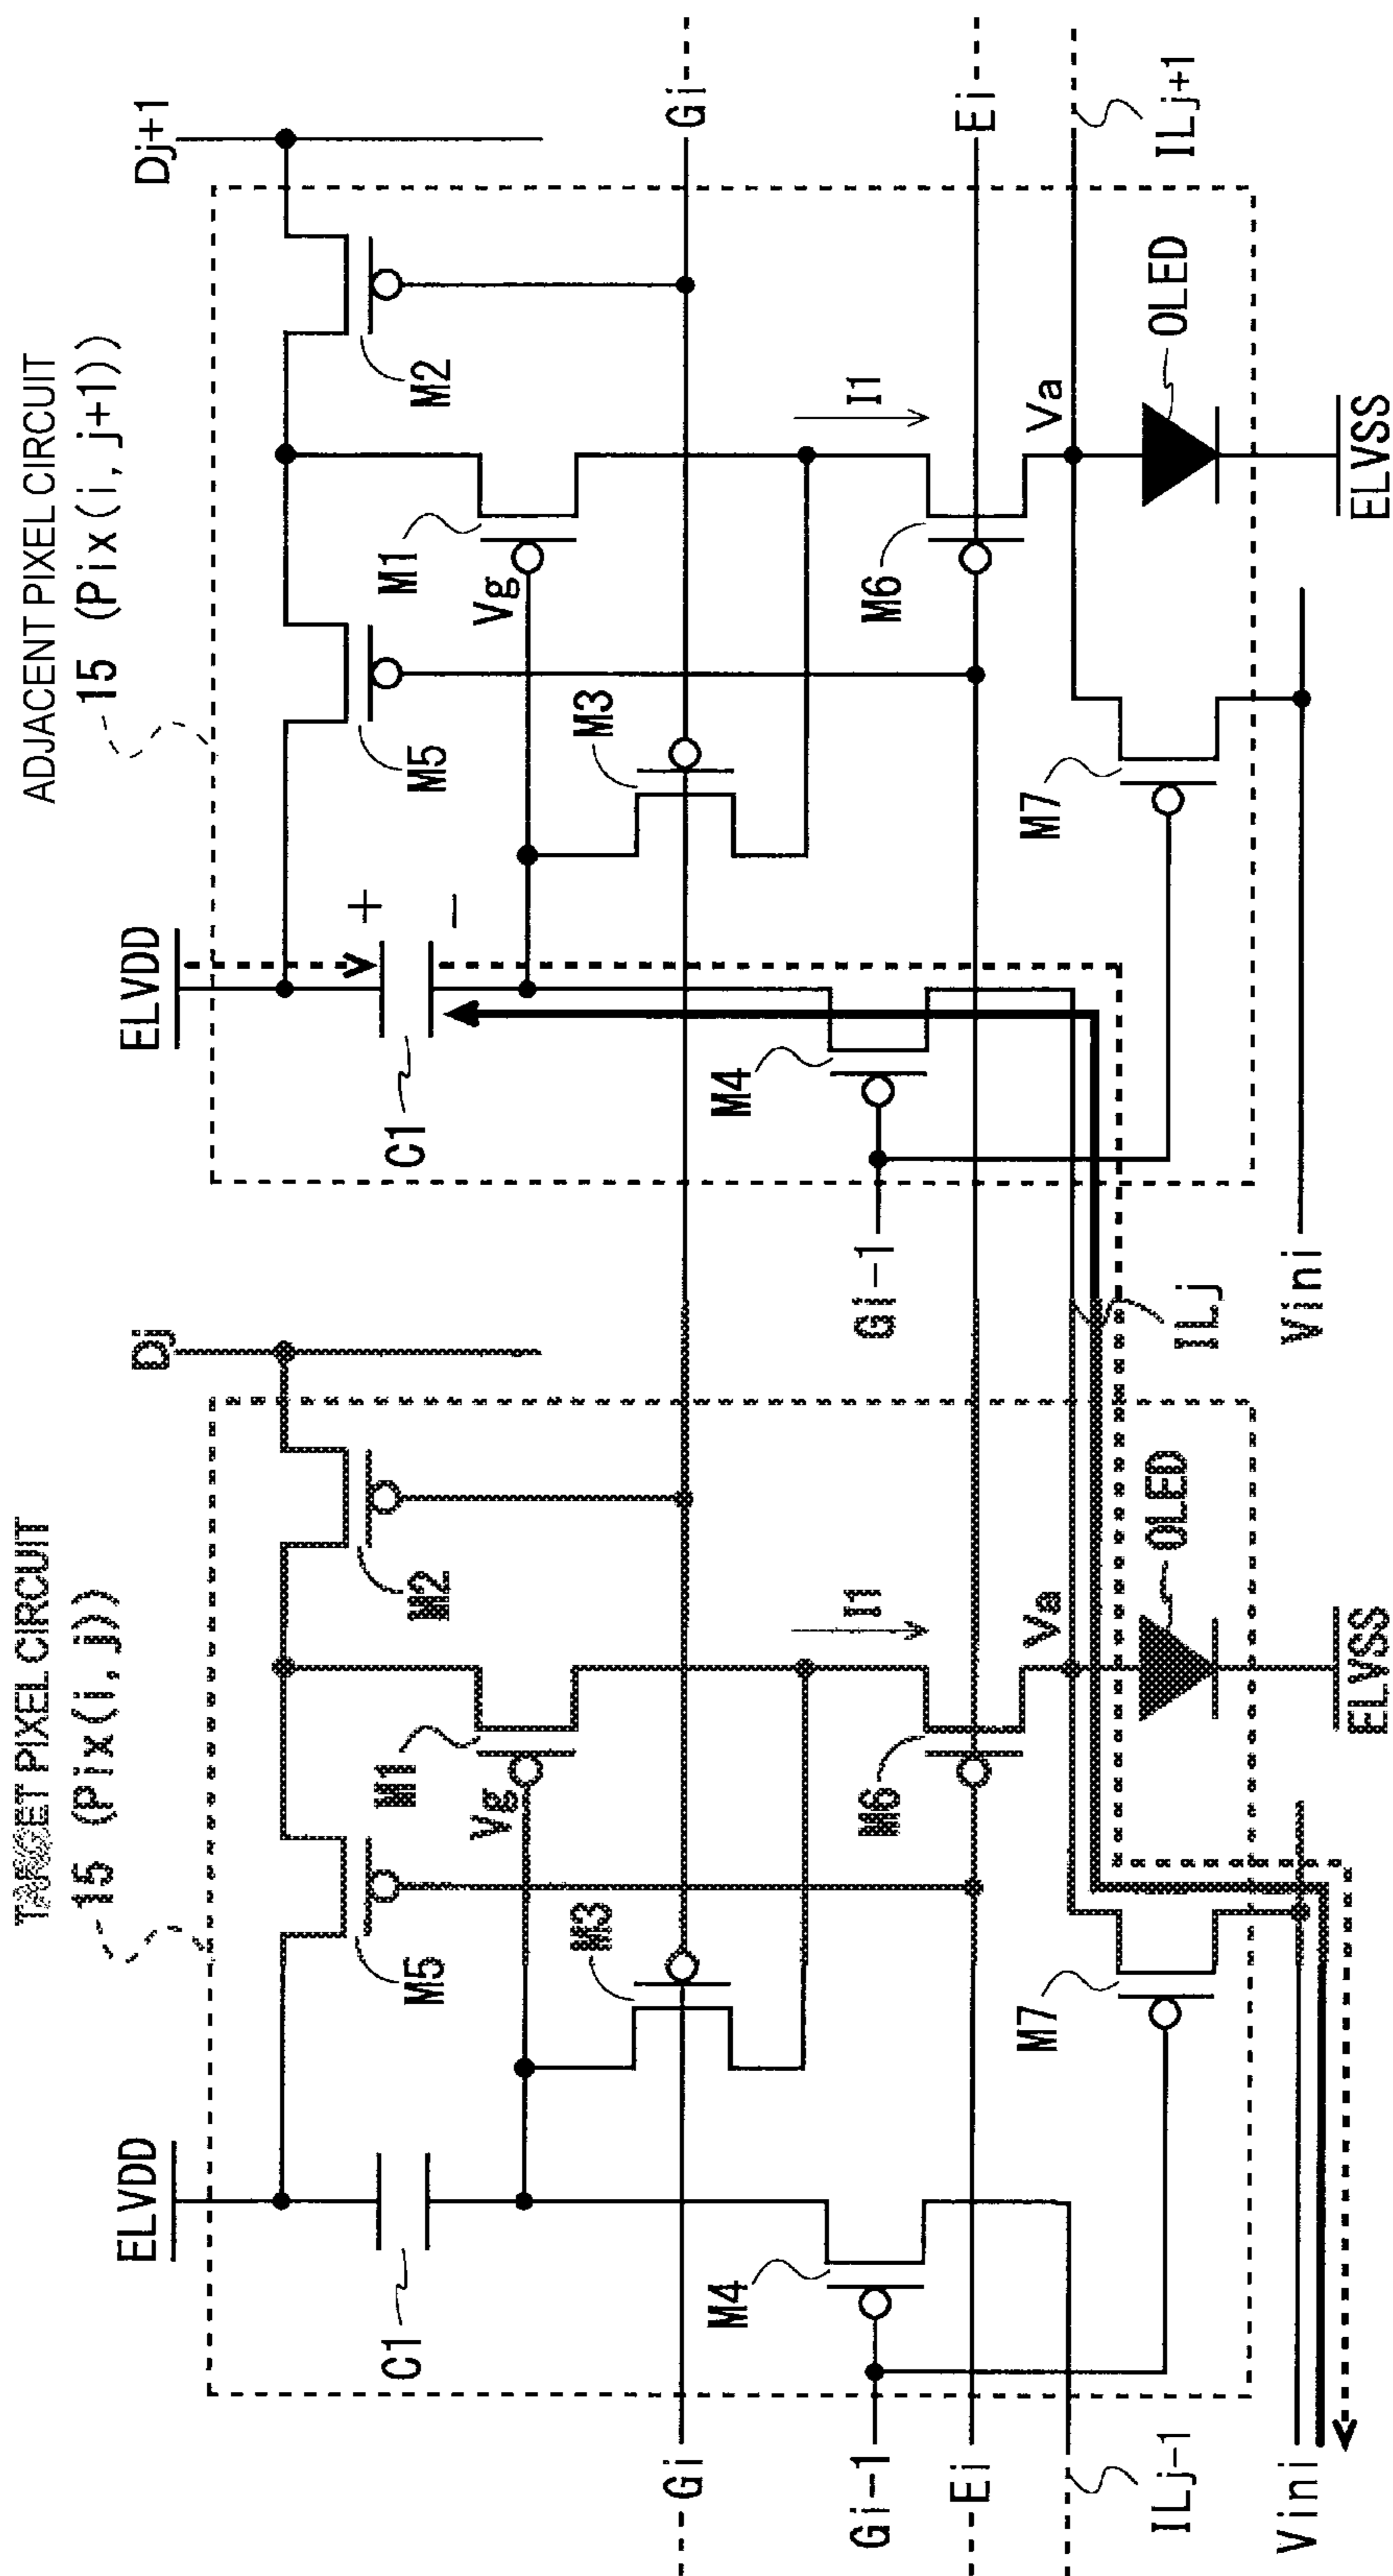 TARGET PIXEL CIRCUIT
15 (Pix(i, j))
ADJACENT PIXEL CIRCUIT
15 (Pix(i, j+1))
ELVDD
Dj
ELVDD
Dj+1
C1
M5
M2
C1
M5
M2
+
−
M1
Vg
M1
Vg
M3
M3
Gi
Gi
I1
I1
M4
M6
M4
M6
Gi−1
Gi−1
Ei
Ei
Va
Va
M7
M7
ILj−1
OLED
ILj
OLED
ILj+1
Vini
Vini
ELVSS
ELVSS